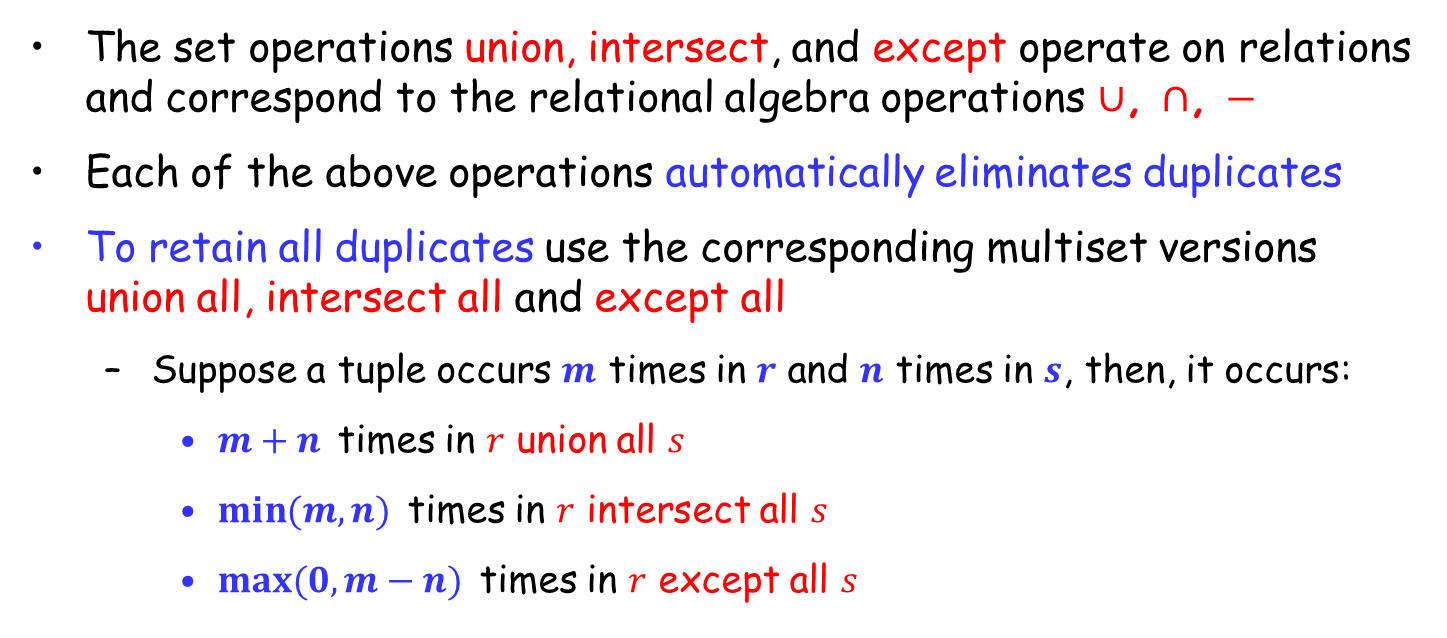 • The set operations union, intersect, and except operate on relations
and correspond to the relational algebra operations ∪, ∩, −
• Each of the above operations automatically eliminates duplicates
• To retain all duplicates use the corresponding multiset versions
union all, intersect all and except all
– Suppose a tuple occurs m times in r and n times in s, then, it occurs:
• m + n times in r union all s
• min(m, n) times in r intersect all s
• max(0, m − n) times in r except all s